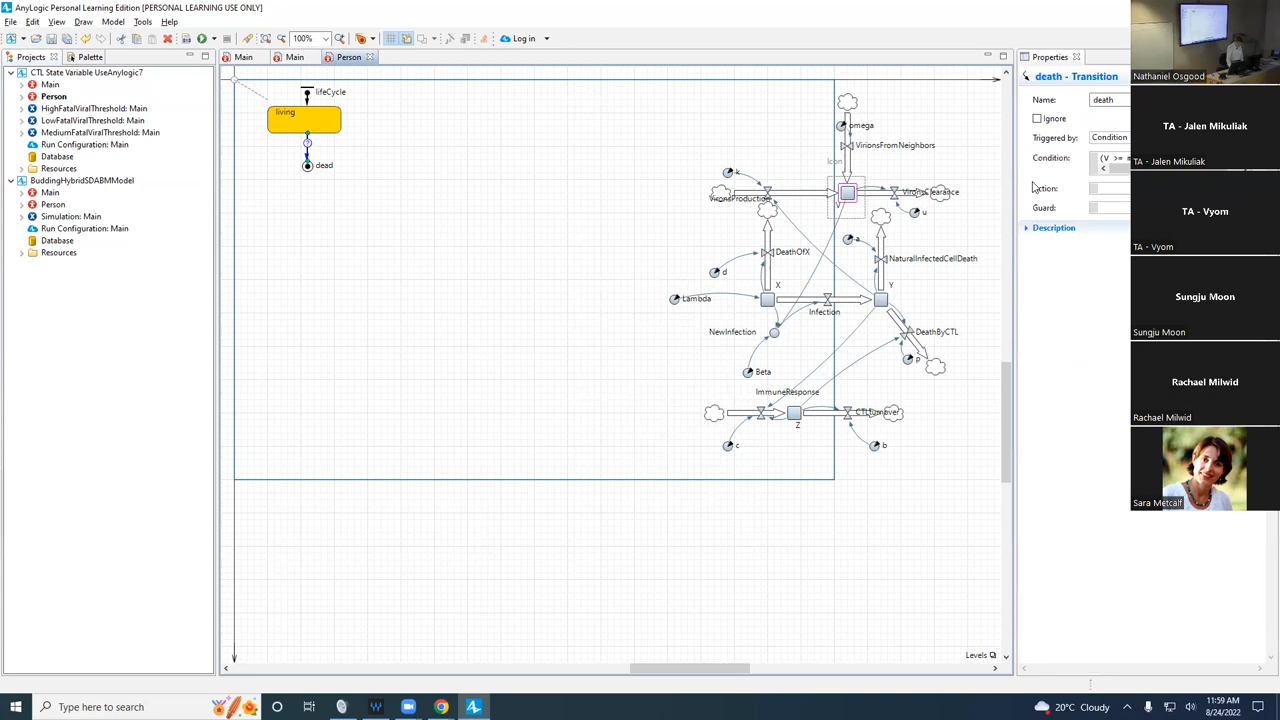 AnyLogic Personal Learning Edition [PERSONAL LEARNING USE ONLY]
File Edit View Draw Model Tools Help
100% Log in
Projects Palette
Main Main Person
Properties
CTL State Variable UseAnylogic7
Main
Person
HighFatalViralThreshold: Main
LowFatalViralThreshold: Main
MediumFatalViralThreshold: Main
Run Configuration: Main
Database
Resources
BuddingHybridSDABMModel
Main
Person
Simulation: Main
Run Configuration: Main
Database
Resources
lifeCycle
living
dead
omega
VirionsFromNeighbors
Icon
k
VironsProduction
VironsClearance
u
a
DeathOfX
NaturalInfectedCellDeath
d
X
Y
Lambda
Infection
NewInfection
DeathByCTL
p
Beta
ImmuneResponse
CTLturnover
Z
c
b
Levels
death - Transition
Name: death
Ignore
Triggered by: Condition
Condition: (V >=
Guard:
Description
Nathaniel Osgood
TA - Jalen Mikuliak
TA - Jalen Mikuliak
TA - Vyom
TA - Vyom
Sungju Moon
Sungju Moon
Rachael Milwid
Rachael Milwid
Sara Metcalf
Type here to search
20°C Cloudy
11:59 AM
8/24/2022